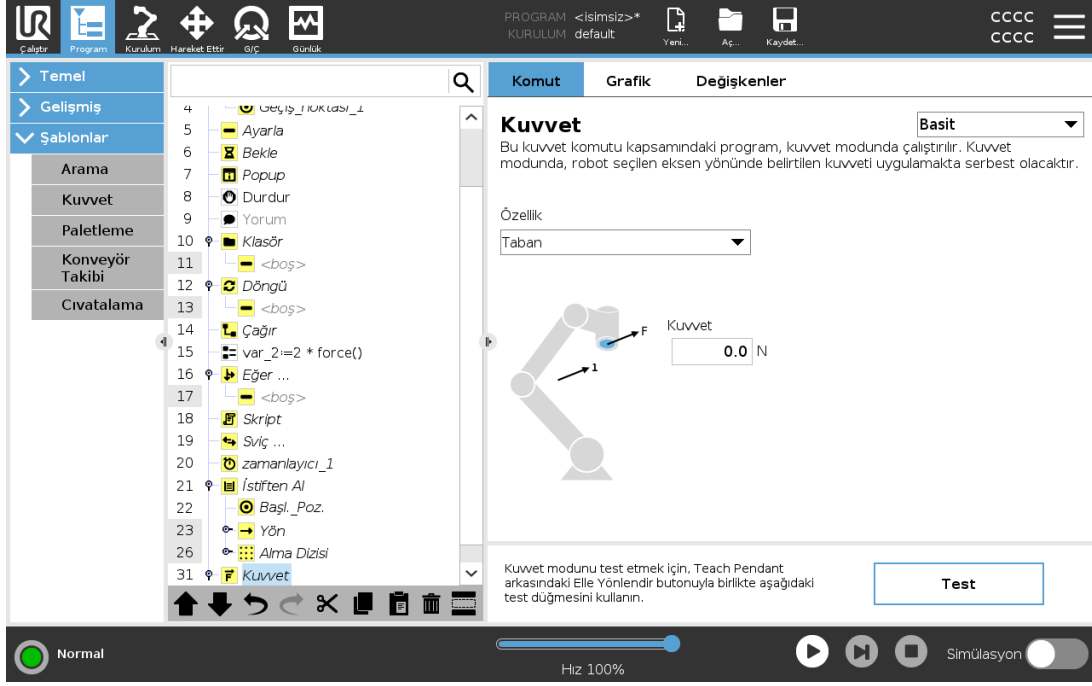 PROGRAM <isimsiz>*
KURULUM default
CCCC
CCCC
Çalıştır
Program
Kurulum
Hareket Ettir
G/Ç
Günlük
Yeni...
Aç...
Kaydet...
Temel
Gelişmiş
Şablonlar
Arama
Kuvvet
Paletleme
Konveyör
Takibi
Cıvatalama
4 Geçiş_noktası_1
5 Ayarla
6 Bekle
7 Popup
8 Durdur
9 Yorum
10 Klasör
11 <boş>
12 Döngü
13 <boş>
14 Çağır
15 var_2:=2 * force()
16 Eğer ...
17 <boş>
18 Skript
19 Sviç ...
20 zamanlayıcı_1
21 İstiften Al
22 Başl._Poz.
23 Yön
26 Alma Dizisi
31 Kuvvet
Komut
Grafik
Değişkenler
Kuvvet
Basit
Bu kuvvet komutu kapsamındaki program, kuvvet modunda çalıştırılır. Kuvvet
modunda, robot seçilen eksen yönünde belirtilen kuvveti uygulamakta serbest olacaktır.
Özellik
Taban
F
1
Kuvvet
0.0 N
Kuvvet modunu test etmek için, Teach Pendant
arkasındaki Elle Yönlendir butonuyla birlikte aşağıdaki
test düğmesini kullanın.
Test
Normal
Hız 100%
Simülasyon